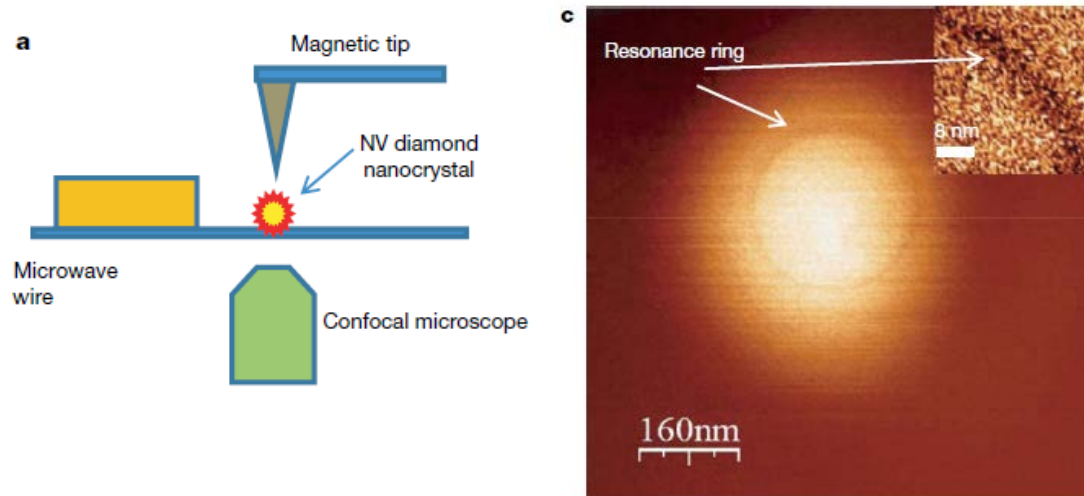 a
Magnetic tip
NV diamond
nanocrystal
Microwave
wire
Confocal microscope
c
Resonance ring
8 nm
160nm